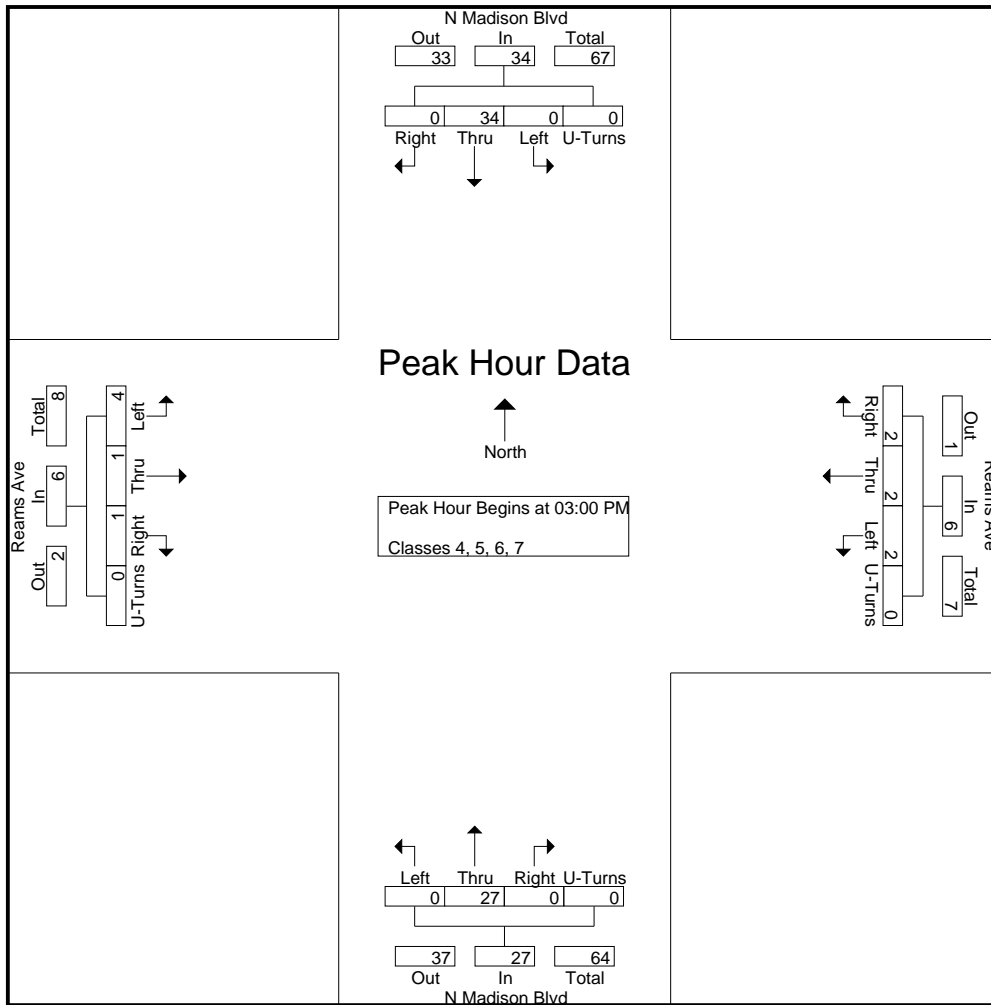 N Madison Blvd
Out In Total
33 34 67
0 34 0 0
Right Thru Left U-Turns
Peak Hour Data
North
Peak Hour Begins at 03:00 PM
Classes 4, 5, 6, 7
Reams Ave
Total In Out
8 6 2
4 1 1 0
Left Thru Right U-Turns
Right Thru Left U-Turns
2 2 2 0
Out In Total
1 6 7
Reams Ave
Left Thru Right U-Turns
0 27 0 0
37 27 64
Out In Total
N Madison Blvd